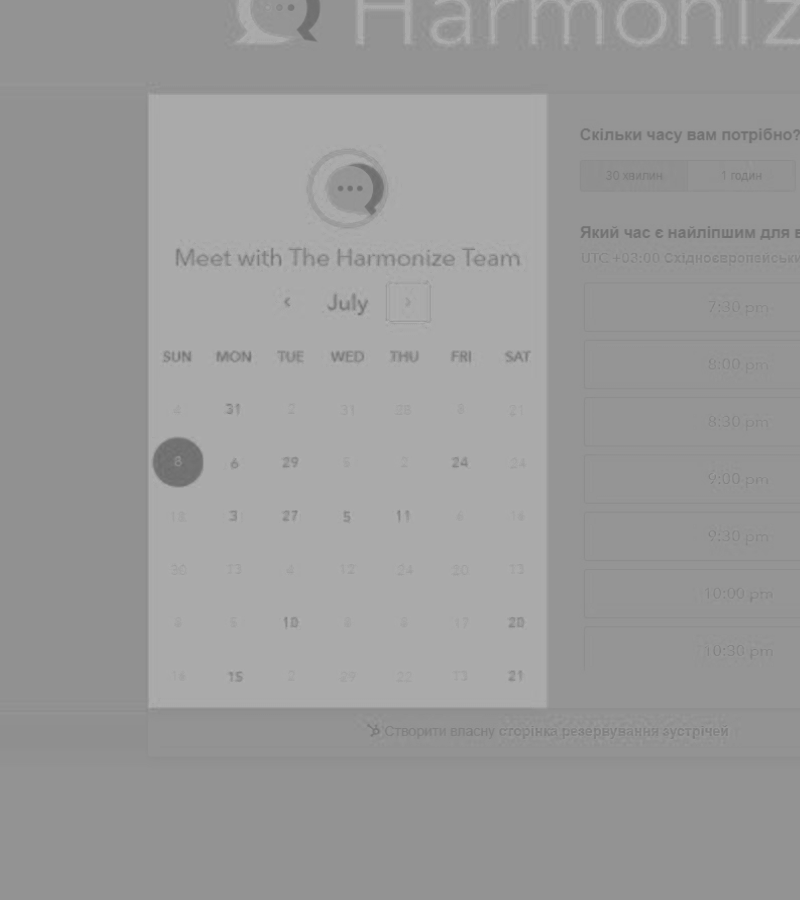 Harmoniz
Meet with The Harmonize Team
‹ July ›
SUN MON TUE WED THU FRI SAT
4 31 2 31 28 8 21
8 6 29 5 2 24 24
18 3 27 5 11 6 14
30 23 4 12 24 20 13
6 5 10 8 8 17 20
14 15 2 29 22 13 21
Скільки часу вам потрібно?
30 хвилин 1 годин
Який час є найліпшим для в
UTC +03:00 Східноєвропейськи
7:30 pm
8:00 pm
8:30 pm
9:00 pm
9:30 pm
10:00 pm
10:30 pm
Створити власну сторінка резервування зустрічей